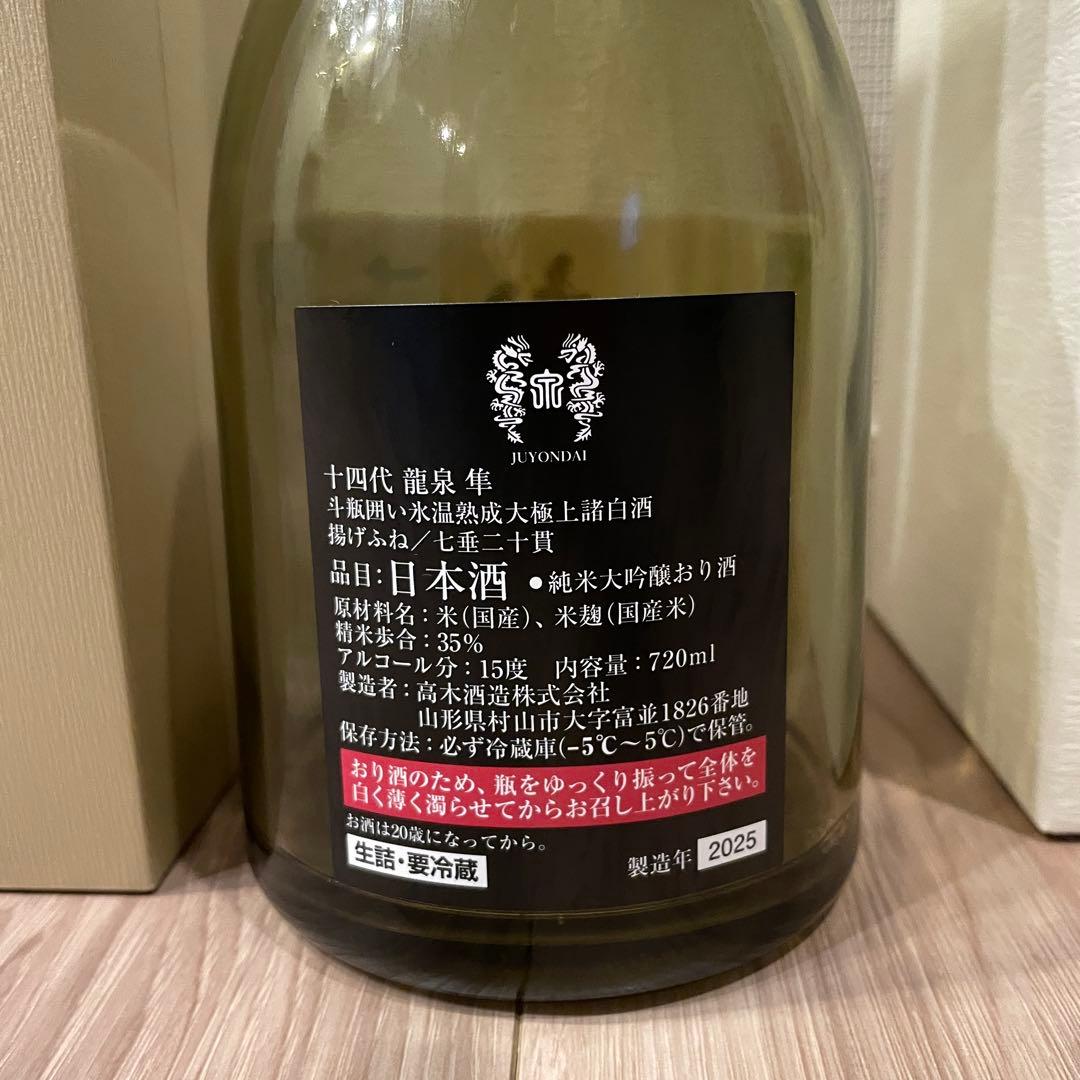 JUYONDAI
十四代 龍泉 隼
斗瓶囲い氷温熟成大極上諸白酒
揚げふね／七垂二十貫
品目：日本酒 ●純米大吟醸おり酒
原材料名：米（国産）、米麹（国産米）
精米歩合：35%
アルコール分：15度　内容量：720ml
製造者：高木酒造株式会社
山形県村山市大字富並1826番地
保存方法：必ず冷蔵庫(−5℃〜5℃)で保管。
おり酒のため、瓶をゆっくり振って全体を
白く薄く濁らせてからお召し上がり下さい。
お酒は20歳になってから。
生詰・要冷蔵
製造年 2025